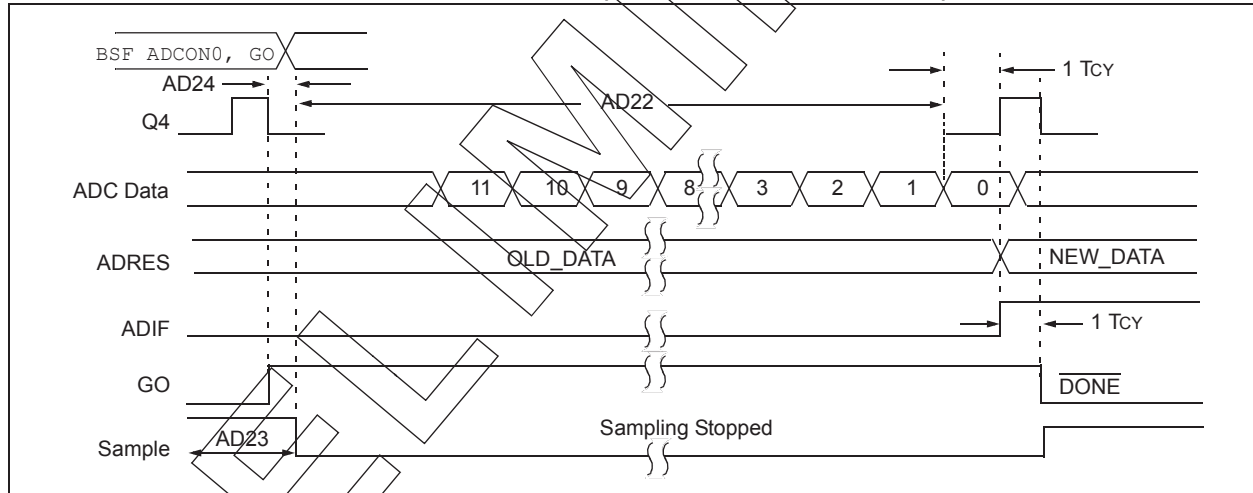 BSF ADCON0, GO
AD24
1 TCY
AD22
Q4
ADC Data 11 10 9 8 3 2 1 0
ADRES OLD_DATA NEW_DATA
ADIF 1 TCY
GO DONE
Sample AD23 Sampling Stopped